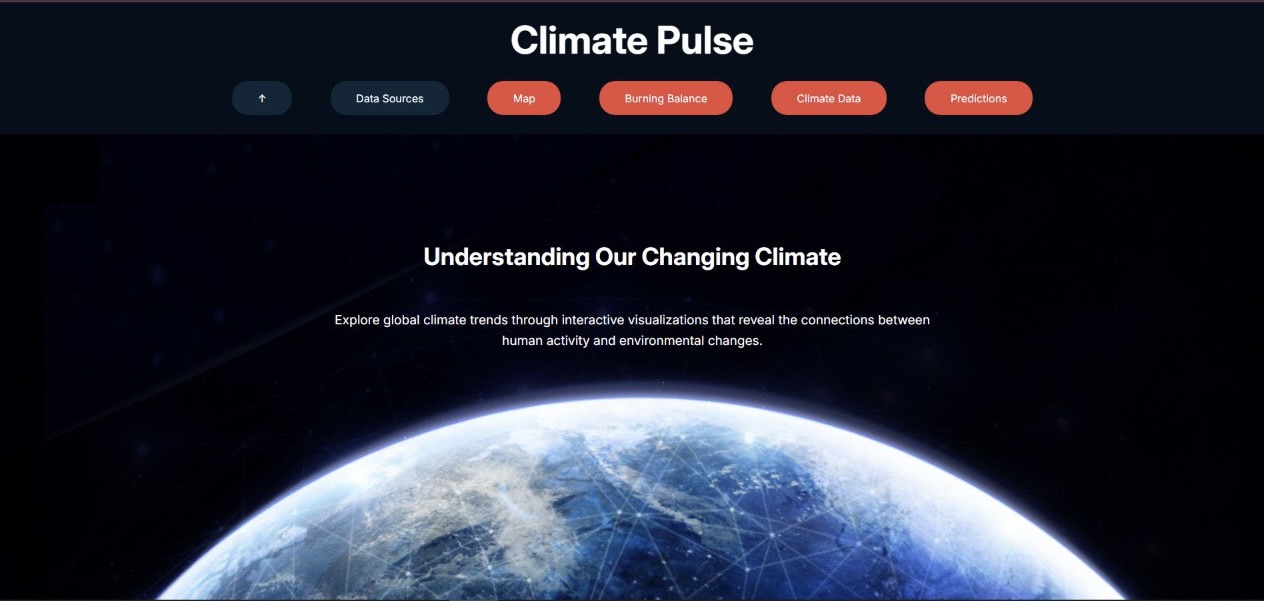 Climate Pulse
↑ Data Sources Map Burning Balance Climate Data Predictions
Understanding Our Changing Climate
Explore global climate trends through interactive visualizations that reveal the connections between
human activity and environmental changes.